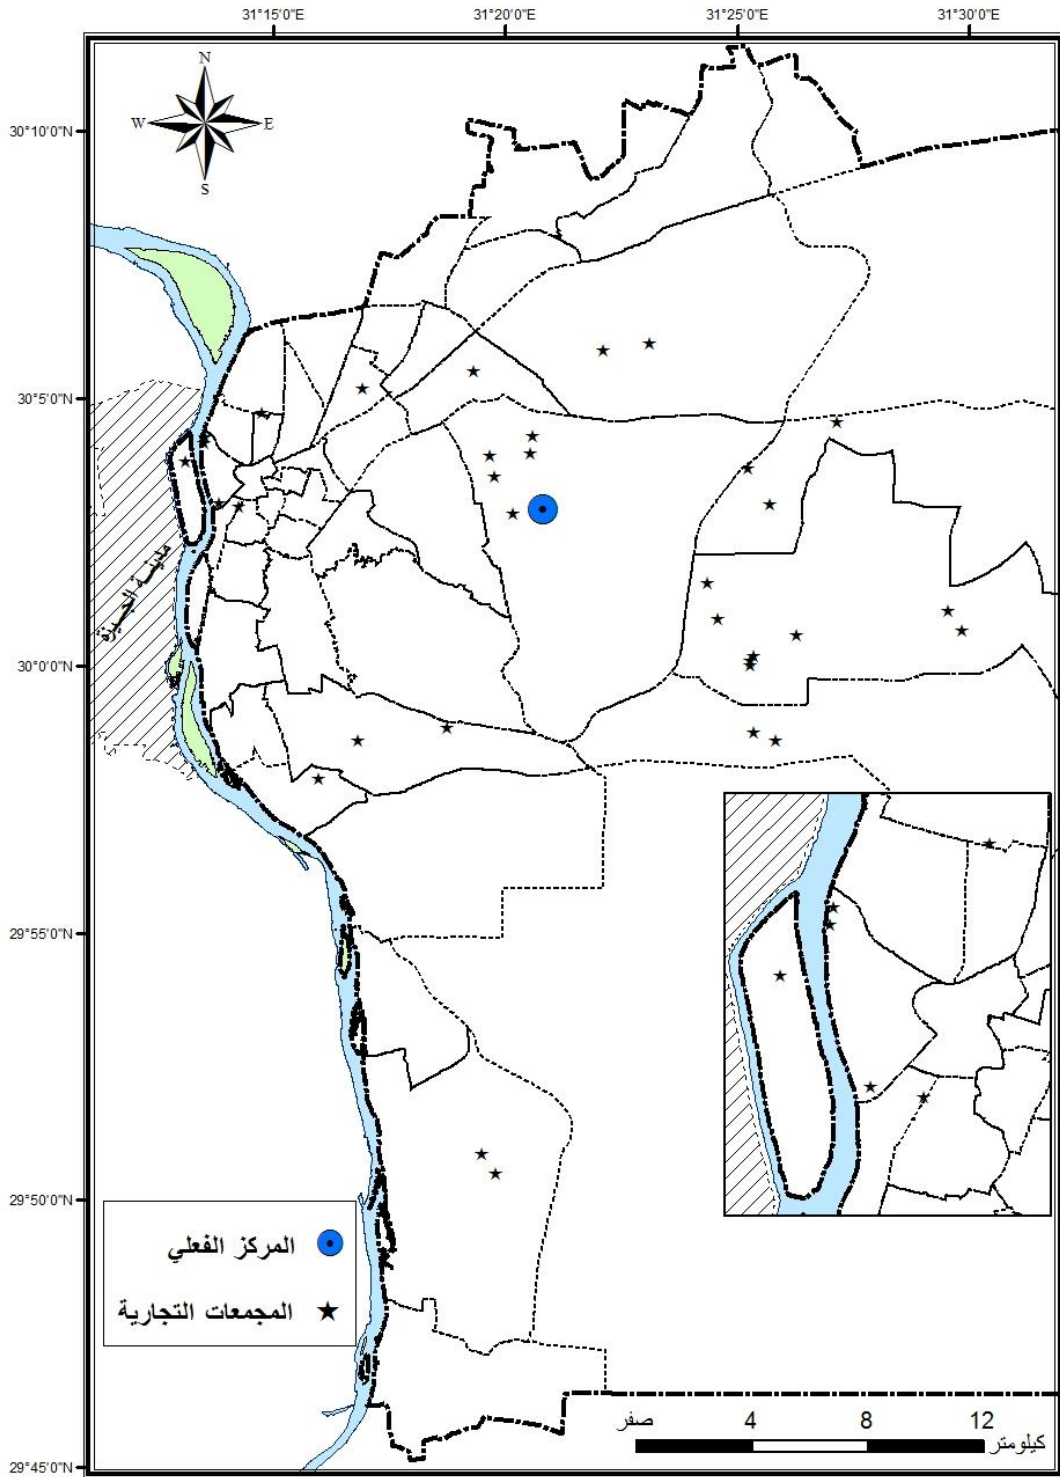 31°15'0"E
31°20'0"E
31°25'0"E
31°30'0"E
N
W
E
S
30°10'0"N
30°5'0"N
30°0'0"N
29°55'0"N
29°50'0"N
29°45'0"N
مدينة الجيزة
المركز الفعلي
المجمعات التجارية
صفر
4
8
12
كيلومتر